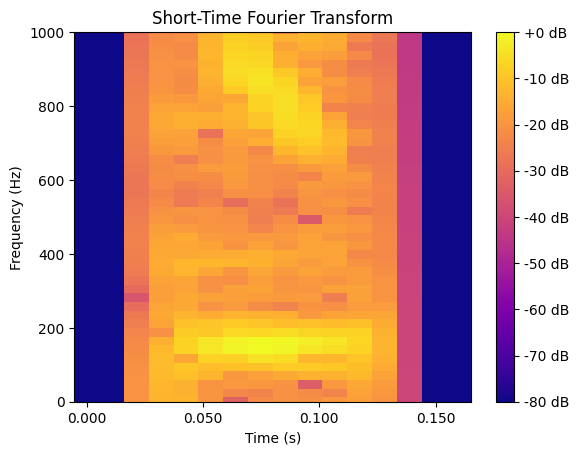 Short-Time Fourier Transform
1000
800
600
400
200
0
Frequency (Hz)
0.000
0.050
0.100
0.150
Time (s)
+0 dB
-10 dB
-20 dB
-30 dB
-40 dB
-50 dB
-60 dB
-70 dB
-80 dB